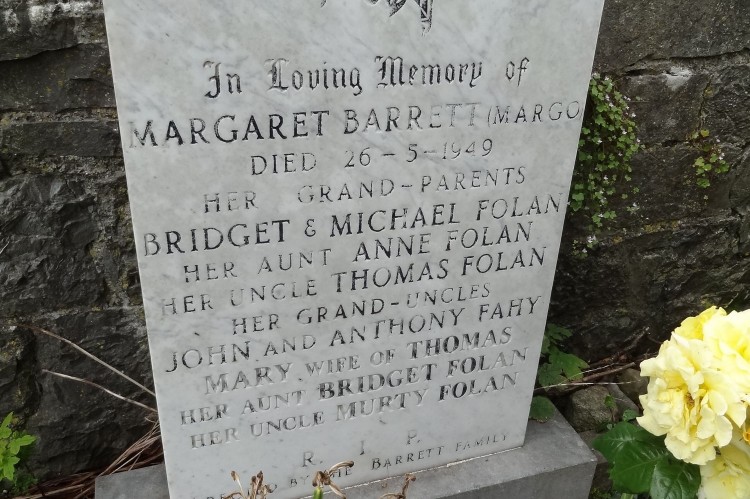 In Loving Memory of
MARGARET BARRETT (MARGO
DIED 26-5-1949
HER GRAND-PARENTS
BRIDGET & MICHAEL FOLAN
HER AUNT ANNE FOLAN
HER UNCLE THOMAS FOLAN
HER GRAND-UNCLES
JOHN AND ANTHONY FAHY
MARY WIFE OF THOMAS
HER AUNT BRIDGET FOLAN
HER UNCLE MURTY FOLAN
R. I. P.
BY THE BARRETT FAMILY